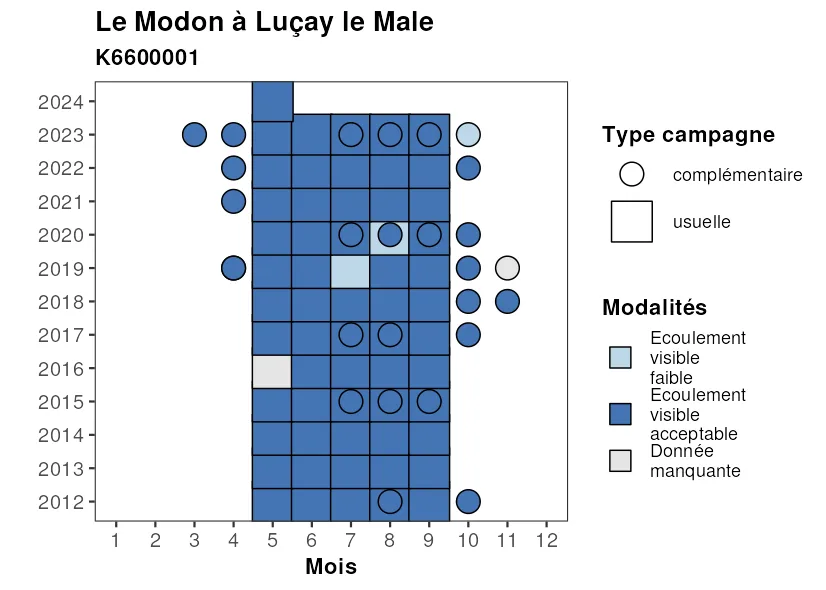 Le Modon à Luçay le Male
K6600001
2024
2023
2022
2021
2020
2019
2018
2017
2016
2015
2014
2013
2012
1 2 3 4 5 6 7 8 9 10 11 12
Mois
Type campagne
complémentaire
usuelle
Modalités
Ecoulement
visible
faible
Ecoulement
visible
acceptable
Donnée
manquante